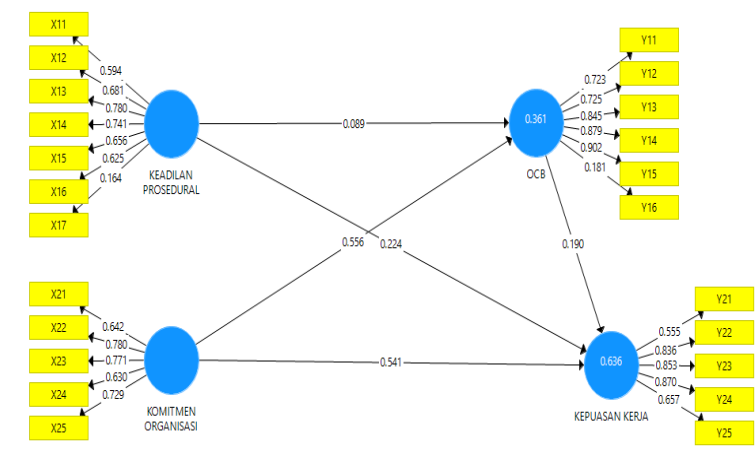 X11
X12
X13
X14
X15
X16
X17
0.594
0.681
0.780
0.741
0.656
0.625
0.164
KEADILAN
PROSEDURAL
0.089
0.556
0.224
0.361
OCB
0.723
0.725
0.845
0.879
0.902
0.181
Y11
Y12
Y13
Y14
Y15
Y16
0.190
X21
X22
X23
X24
X25
0.642
0.780
0.771
0.630
0.729
KOMITMEN
ORGANISASI
0.541
0.636
KEPUASAN KERJA
0.555
0.836
0.853
0.870
0.657
Y21
Y22
Y23
Y24
Y25